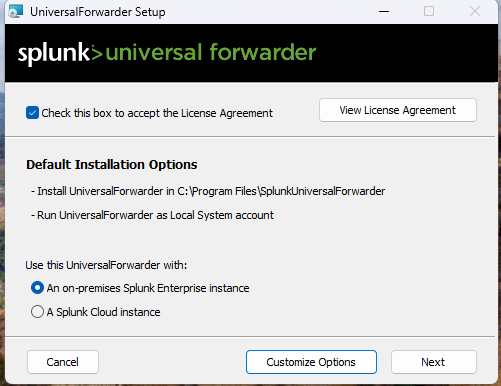 UniversalForwarder Setup
splunk> universal forwarder
Check this box to accept the License Agreement
View License Agreement
Default Installation Options
- Install UniversalForwarder in C:\Program Files\SplunkUniversalForwarder
- Run UniversalForwarder as Local System account
Use this UniversalForwarder with:
An on-premises Splunk Enterprise instance
A Splunk Cloud instance
Cancel
Customize Options
Next